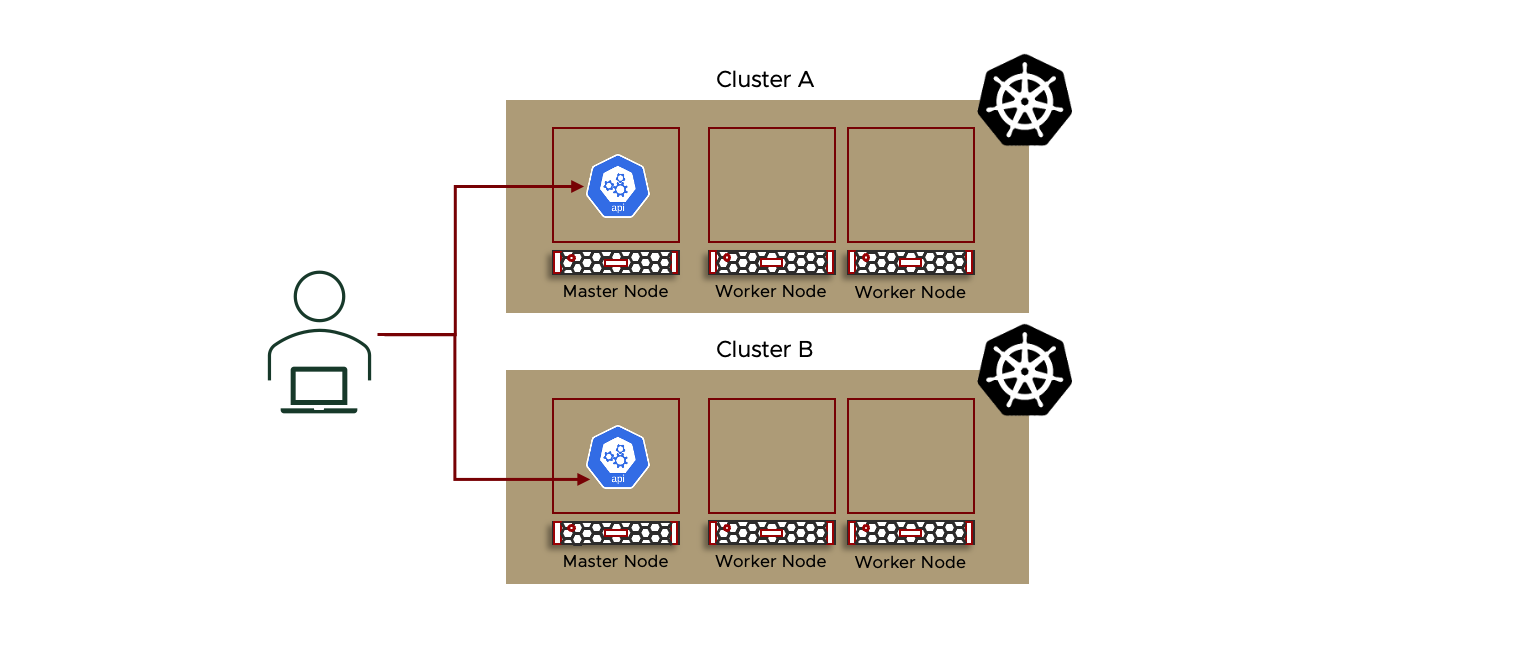 Cluster A
api
Master Node
Worker Node
Worker Node
Cluster B
api
Master Node
Worker Node
Worker Node